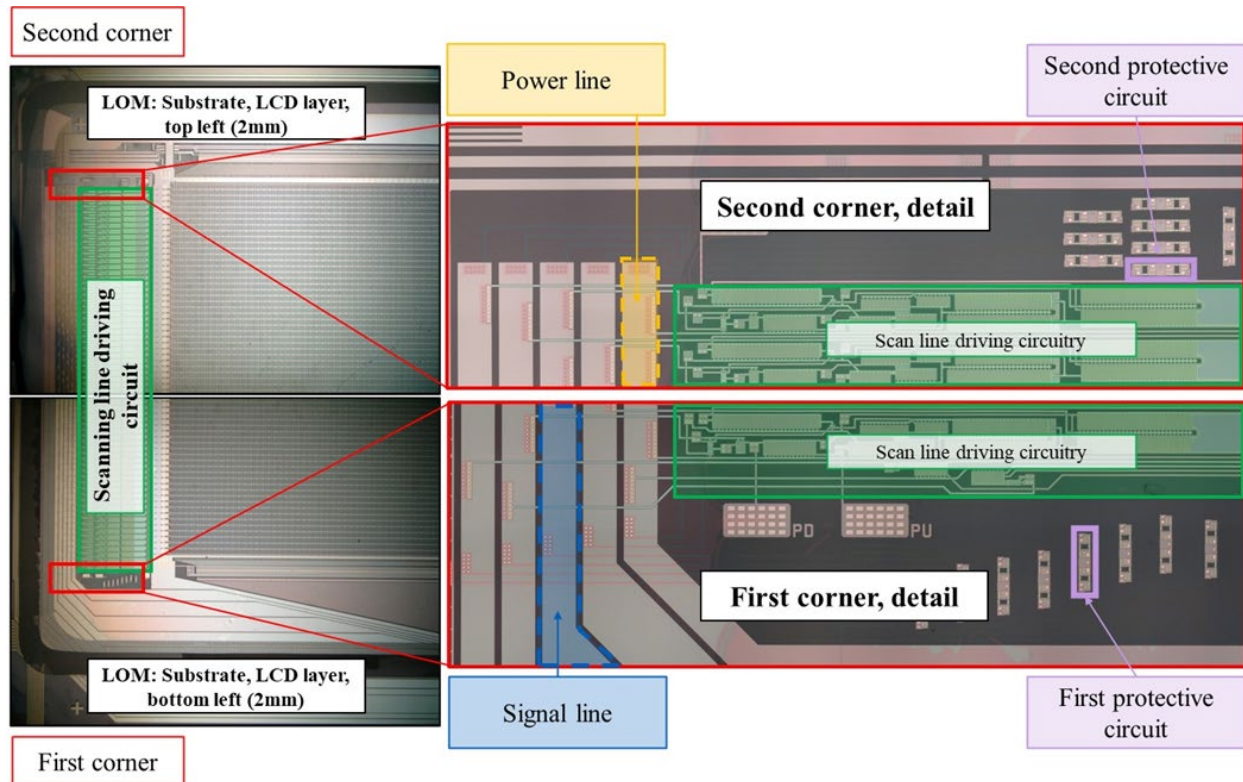 Second corner
LOM: Substrate, LCD layer,
top left (2mm)
Power line
Second protective
circuit
Second corner, detail
Scan line driving circuitry
Scanning line driving
circuit
Scan line driving circuitry
PD
PU
First corner, detail
LOM: Substrate, LCD layer,
bottom left (2mm)
Signal line
First protective
circuit
First corner